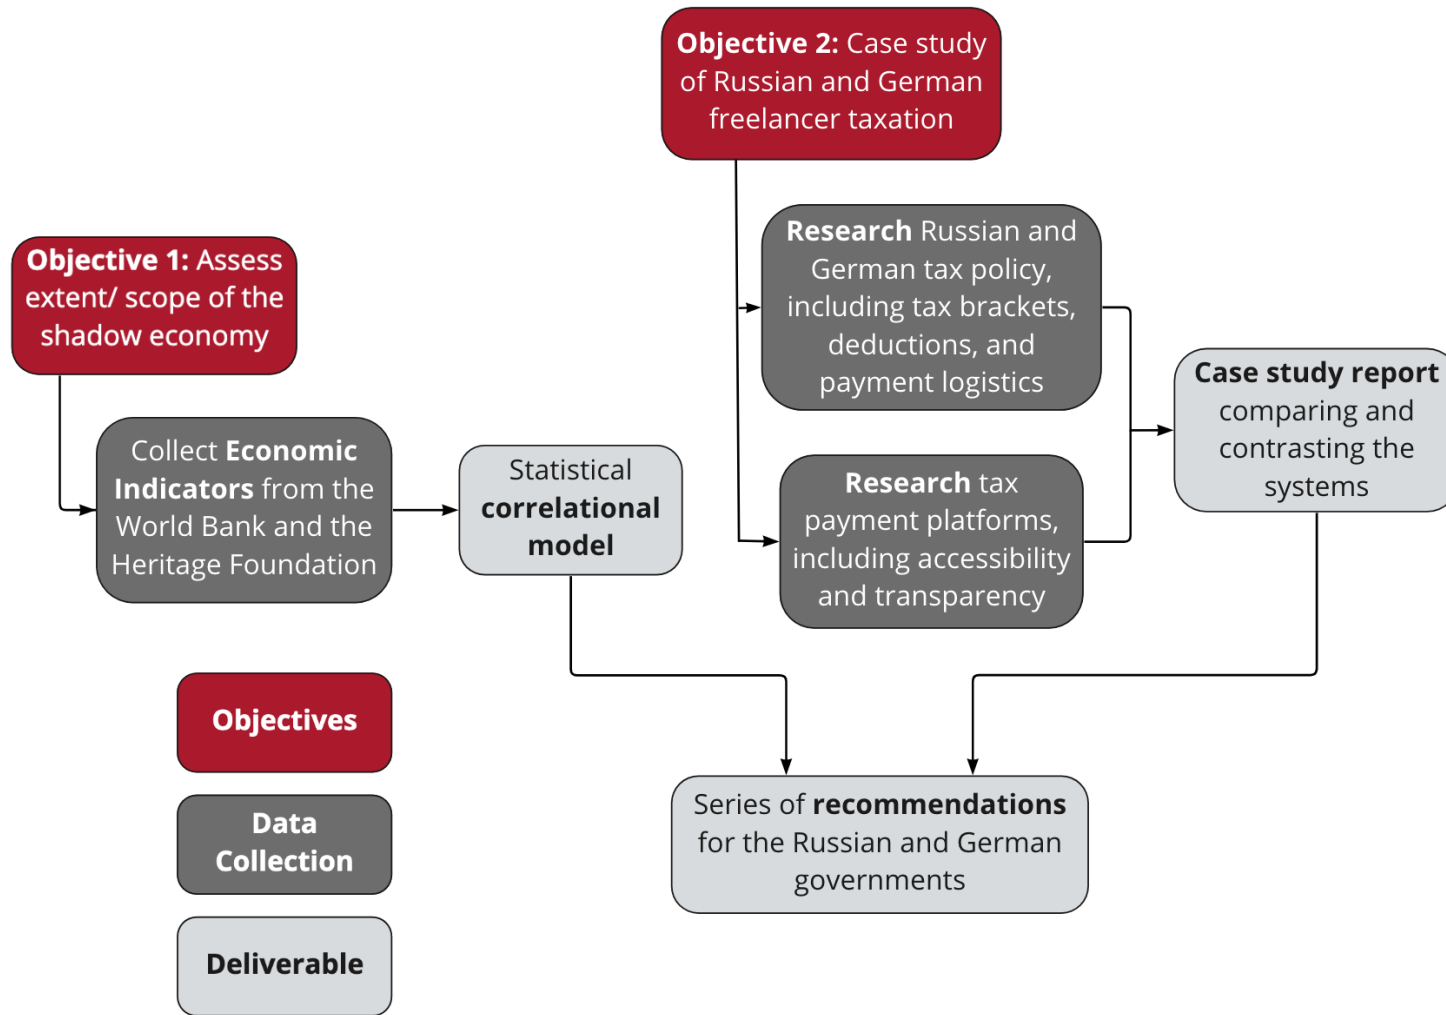 Objective 2: Case study
of Russian and German
freelancer taxation
Objective 1: Assess
extent/ scope of the
shadow economy
Research Russian and
German tax policy,
including tax brackets,
deductions, and
payment logistics
Case study report
comparing and
contrasting the
systems
Collect Economic
Indicators from the
World Bank and the
Heritage Foundation
Statistical
correlational
model
Research tax
payment platforms,
including accessibility
and transparency
Objectives
Data
Collection
Deliverable
Series of recommendations
for the Russian and German
governments